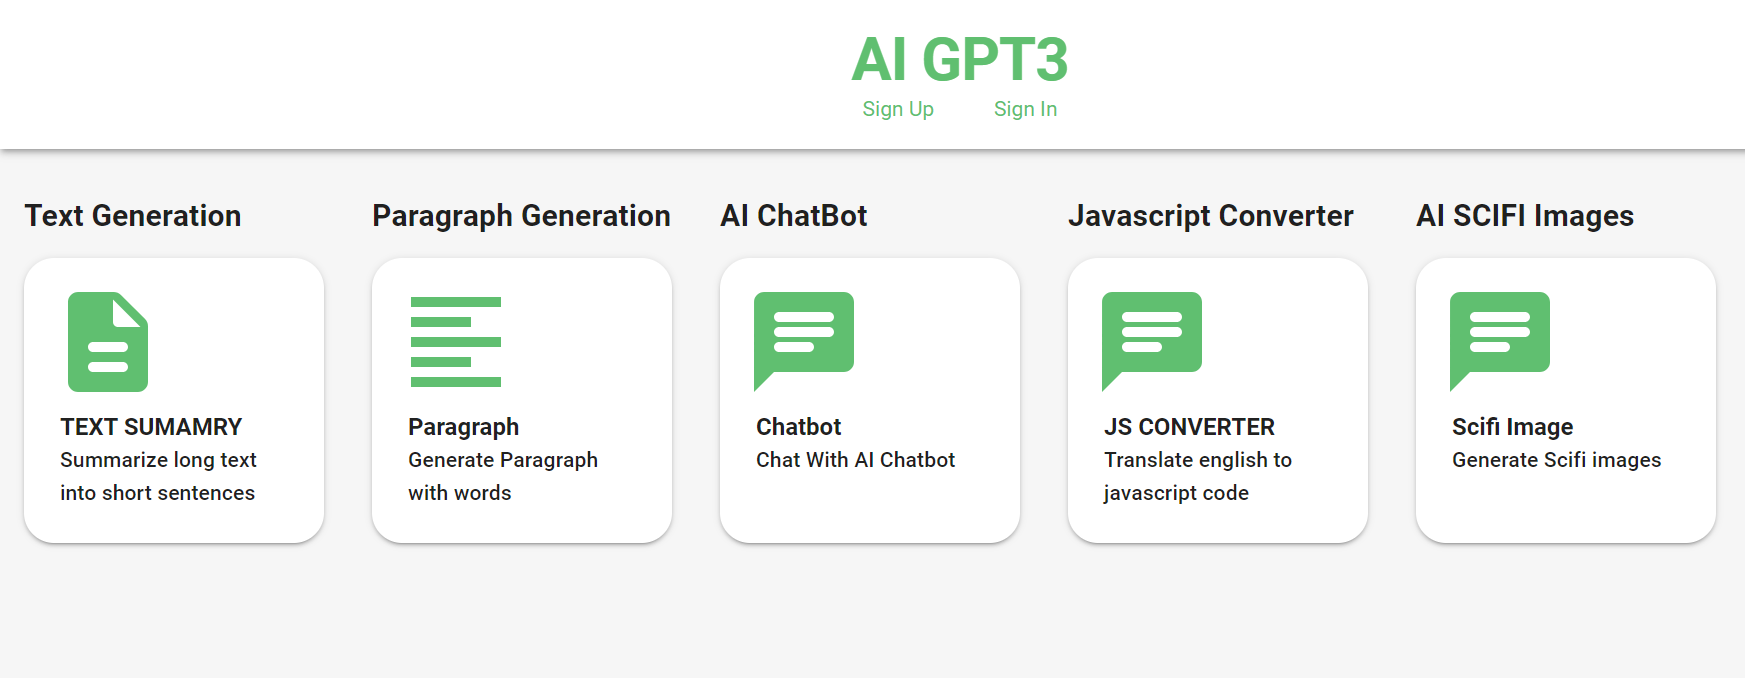 AI GPT3
Sign Up
Sign In
Text Generation
TEXT SUMAMRY
Summarize long text
into short sentences
Paragraph Generation
Paragraph
Generate Paragraph
with words
AI ChatBot
Chatbot
Chat With AI Chatbot
Javascript Converter
JS CONVERTER
Translate english to
javascript code
AI SCIFI Images
Scifi Image
Generate Scifi images